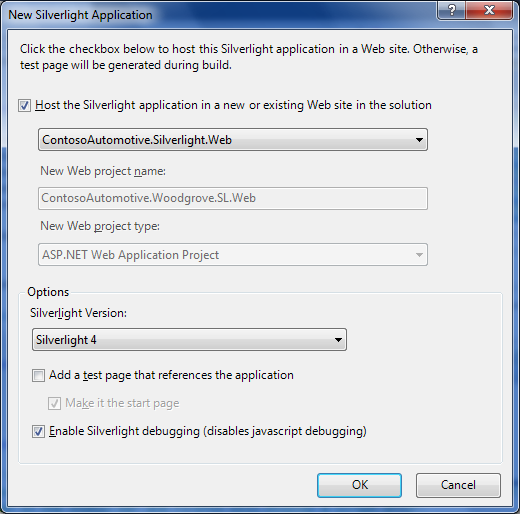 New Silverlight Application
Click the checkbox below to host this Silverlight application in a Web site. Otherwise, a
test page will be generated during build.
Host the Silverlight application in a new or existing Web site in the solution
ContosoAutomotive.Silverlight.Web
New Web project name:
ContosoAutomotive.Woodgrove.SL.Web
New Web project type:
ASP.NET Web Application Project
Options
Silverlight Version:
Silverlight 4
Add a test page that references the application
Make it the start page
Enable Silverlight debugging (disables javascript debugging)
OK Cancel